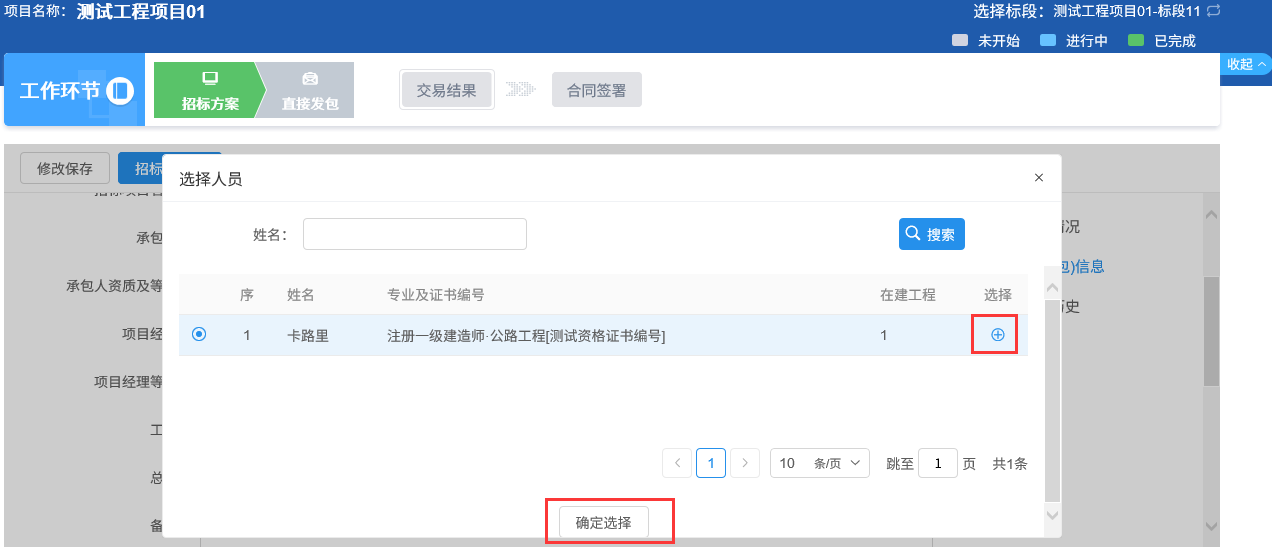 项目名称： 测试工程项目01
选择标段： 测试工程项目01-标段11
未开始 进行中 已完成
收起
工作环节
招标方案 直接发包
交易结果 合同签署
修改保存 招标
选择人员
姓名：
搜索
承包
承包人资质及等
项目经
项目经理等
工
总
备
情况
包)信息
历史
序 姓名 专业及证书编号 在建工程 选择
1 卡路里 注册一级建造师·公路工程[测试资格证书编号] 1
1 10 条/页 跳至 1 页 共1条
确定选择